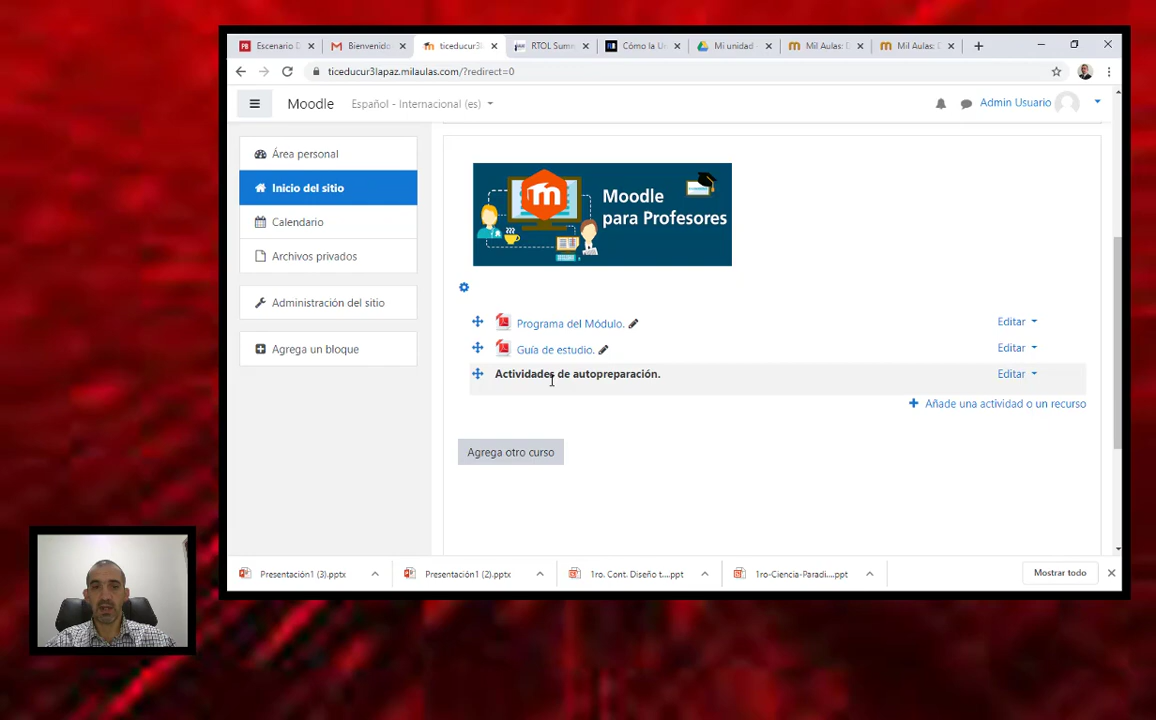 Escenario D
Bienvenido
ticeducur3l
RTOL Sum
Cómo la U
Mi unidad
Mil Aulas: D
Mil Aulas: D
ticeducur3lapaz.milaulas.com/?redirect=0
Moodle
Español - Internacional (es)
Admin Usuario
Área personal
Inicio del sitio
Calendario
Archivos privados
Administración del sitio
Agrega un bloque
Moodle
para Profesores
Programa del Módulo.
Editar
Guía de estudio.
Editar
Actividades de autopreparación.
Editar
Añade una actividad o un recurso
Agrega otro curso
Presentación1 (3).pptx
Presentación1 (2).pptx
1ro. Cont. Diseño t....ppt
1ro-Ciencia-Paradi....ppt
Mostrar todo